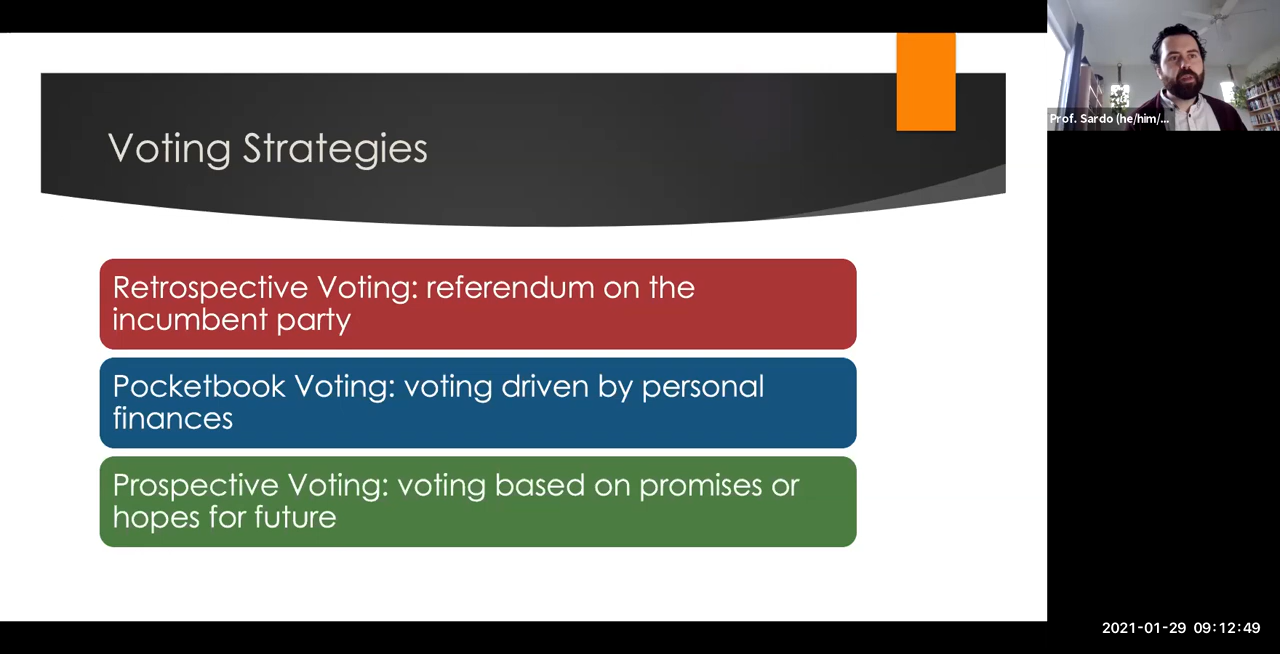 Voting Strategies
Retrospective Voting: referendum on the
incumbent party
Pocketbook Voting: voting driven by personal
finances
Prospective Voting: voting based on promises or
hopes for future
Prof. Sardo (he/him/...
2021-01-29 09:12:49